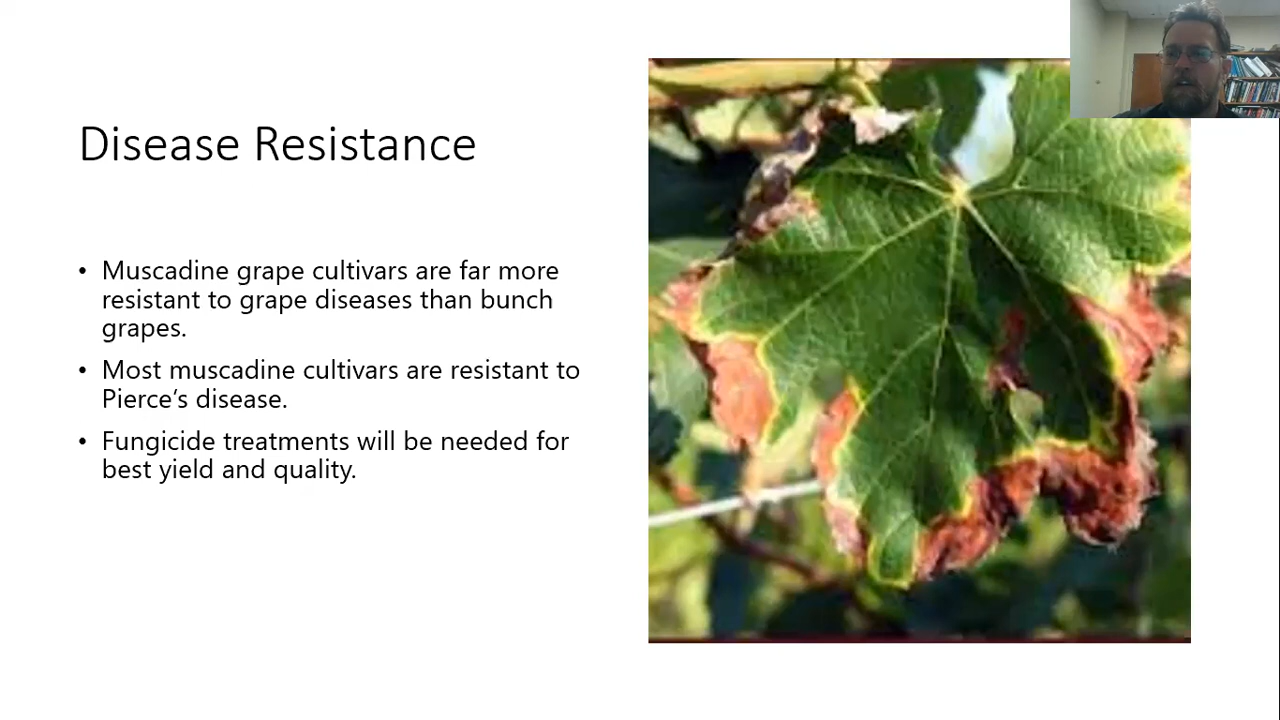 Disease Resistance
• Muscadine grape cultivars are far more
resistant to grape diseases than bunch
grapes.
• Most muscadine cultivars are resistant to
Pierce’s disease.
• Fungicide treatments will be needed for
best yield and quality.